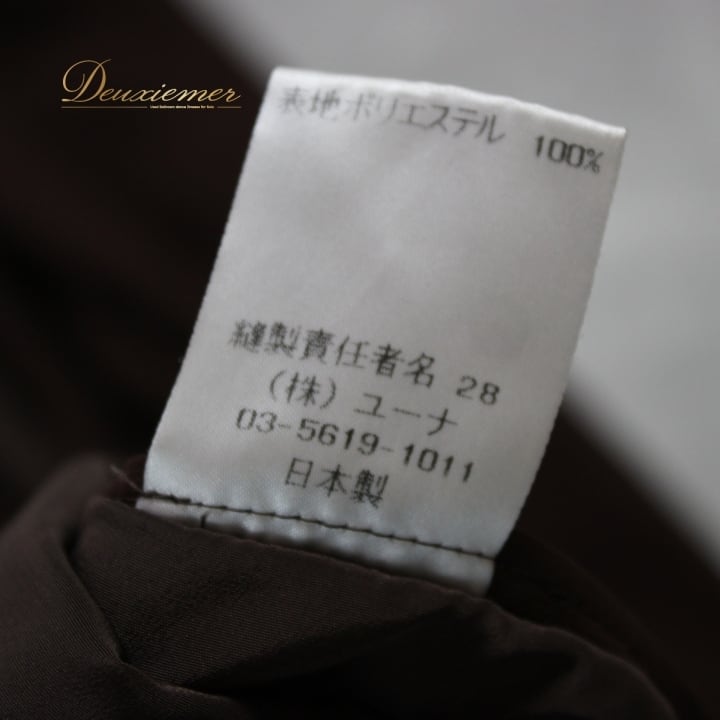 Deuxiemer
表地ポリエステル 100%
縫製責任者名 28
(株) ユーナ
03-5619-1011
日本製